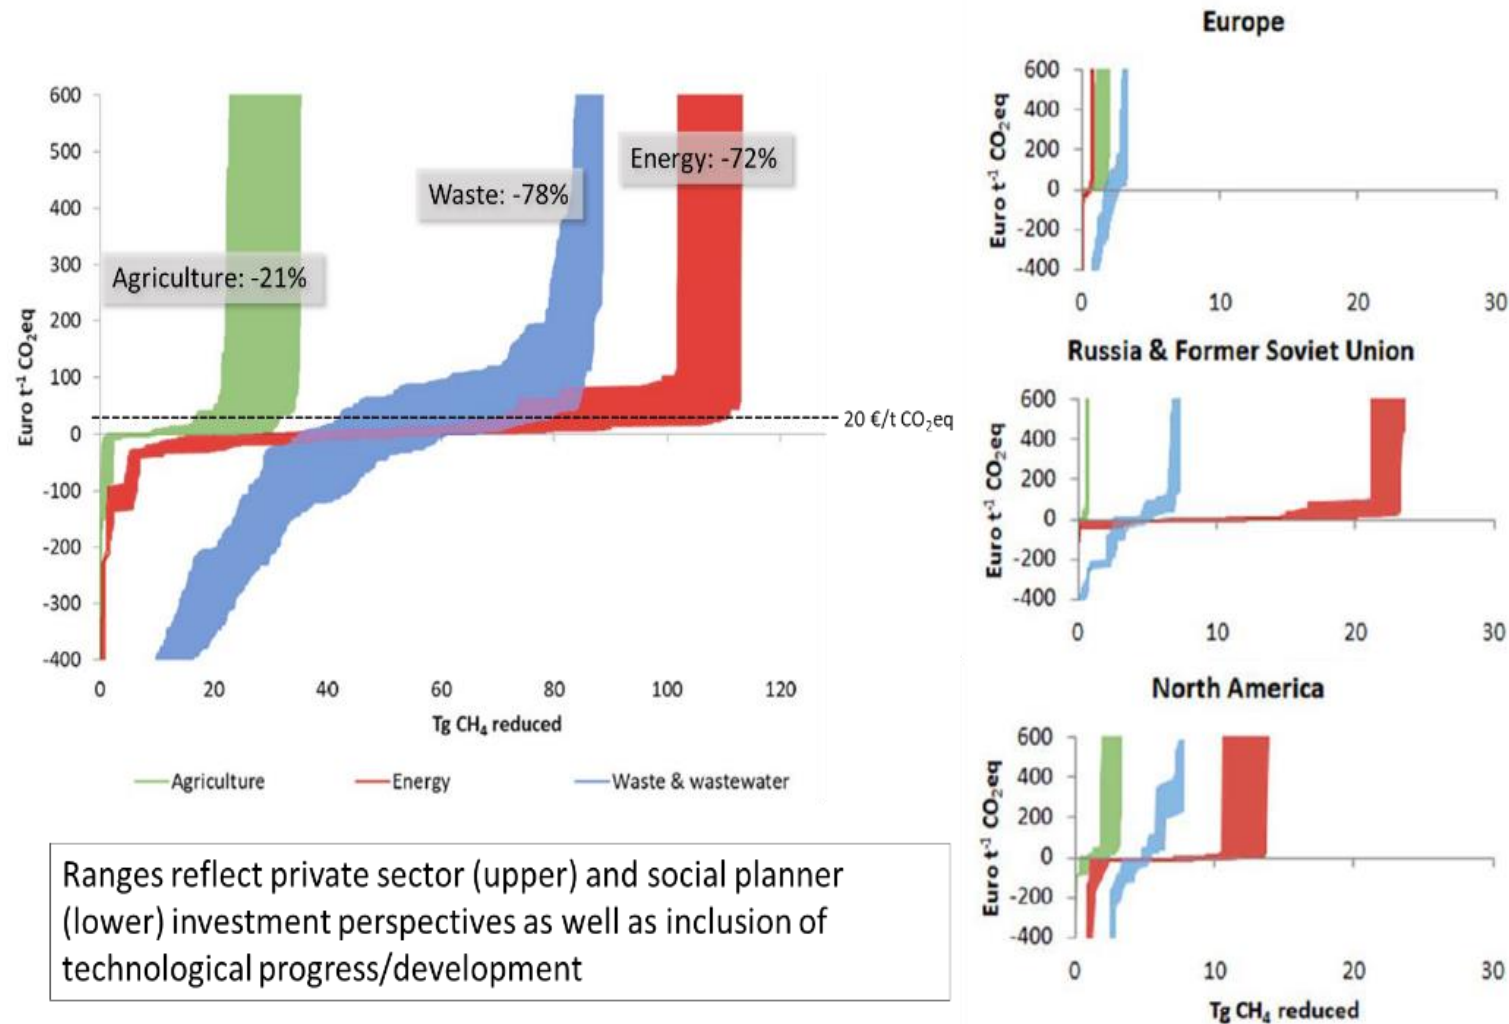 600
500
400
300
200
100
0
-100
-200
-300
-400
Euro t⁻¹ CO₂eq
Agriculture: -21%
Waste: -78%
Energy: -72%
20 €/t CO₂eq
0 20 40 60 80 100 120
Tg CH₄ reduced
Agriculture
Energy
Waste & wastewater
Ranges reflect private sector (upper) and social planner
(lower) investment perspectives as well as inclusion of
technological progress/development
Europe
600
400
200
0
-200
-400
Euro t⁻¹ CO₂eq
0 10 20 30
Russia & Former Soviet Union
600
400
200
0
-200
-400
Euro t⁻¹ CO₂eq
0 10 20 30
North America
600
400
200
0
-200
-400
Euro t⁻¹ CO₂eq
0 10 20 30
Tg CH₄ reduced